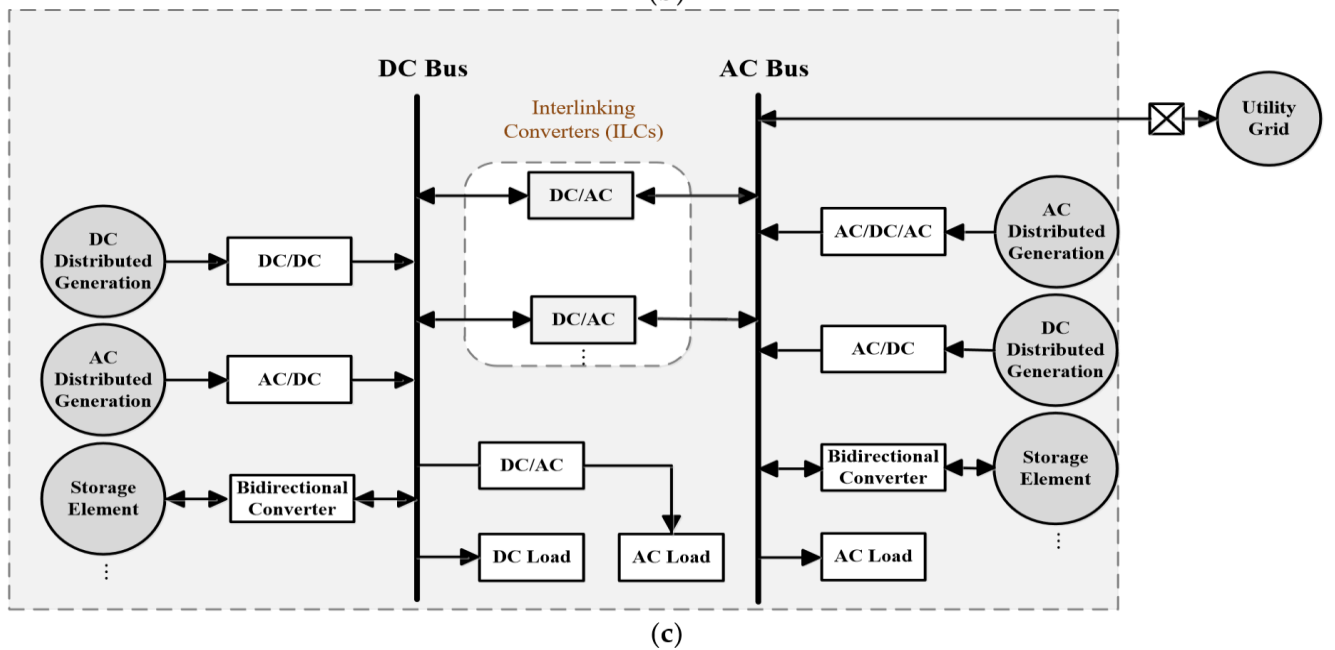 DC Bus
AC Bus
Interlinking
Converters (ILCs)
Utility
Grid
DC/AC
AC
Distributed
Generation
AC/DC/AC
DC
Distributed
Generation
DC/DC
DC/AC
DC
Distributed
Generation
AC/DC
AC
Distributed
Generation
AC/DC
DC/AC
Bidirectional
Converter
Storage
Element
Storage
Element
Bidirectional
Converter
DC Load
AC Load
AC Load
(c)